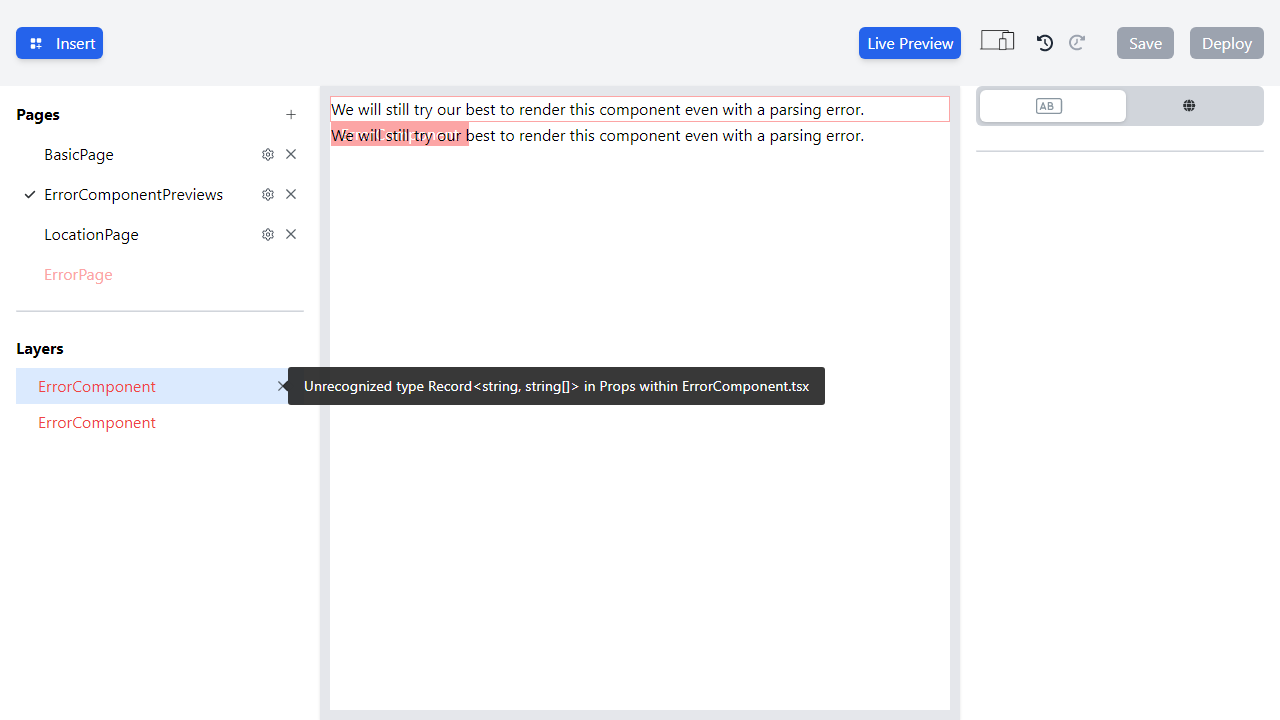 Insert
Live Preview
Save
Deploy
Pages
BasicPage
ErrorComponentPreviews
LocationPage
ErrorPage
Layers
ErrorComponent
ErrorComponent
We will still try our best to render this component even with a parsing error.
We will still try our best to render this component even with a parsing error.
Unrecognized type Record<string, string[]> in Props within ErrorComponent.tsx
AB